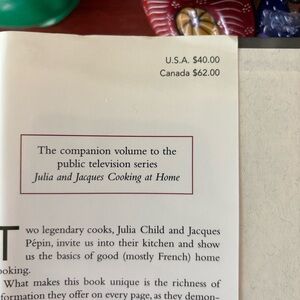 U.S.A. $40.00
Canada $62.00
The companion volume to the
public television series
Julia and Jacques Cooking at Home
Two legendary cooks, Julia Child and Jacques
Pépin, invite us into their kitchen and show
us the basics of good (mostly French) home
ooking.
What makes this book unique is the richness of
formation they offer on every page, as they demon-